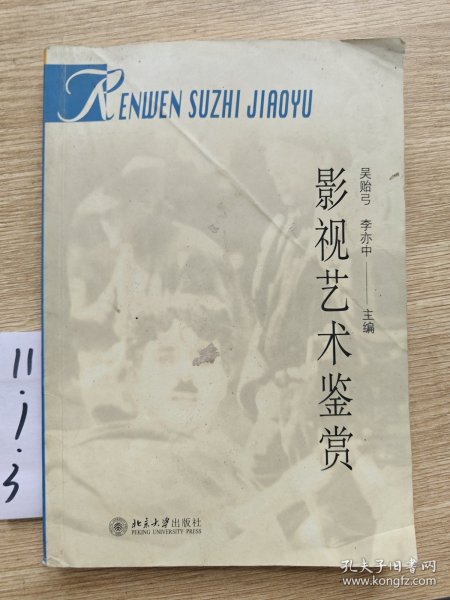 RENWEN SUZHI JIAOYU
影视艺术鉴赏
吴贻弓 李亦中——主编
11.1.3
北京大学出版社
PEKING UNIVERSITY PRESS
孔夫子旧书网
www.kongfz.com